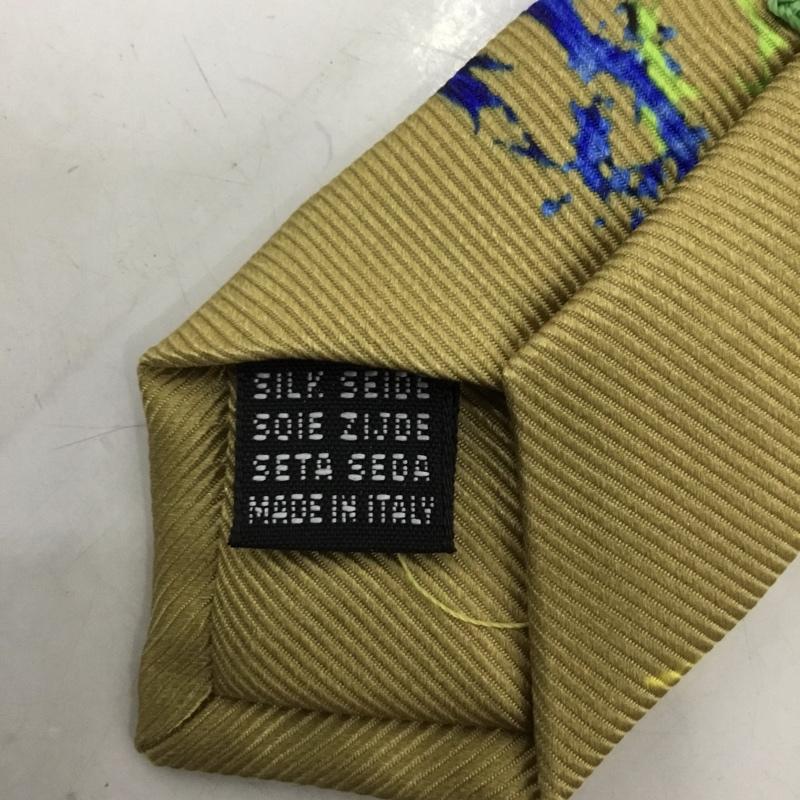 SILK SEIDE
SOIE ZIJDE
SETA SEDA
MADE IN ITALY